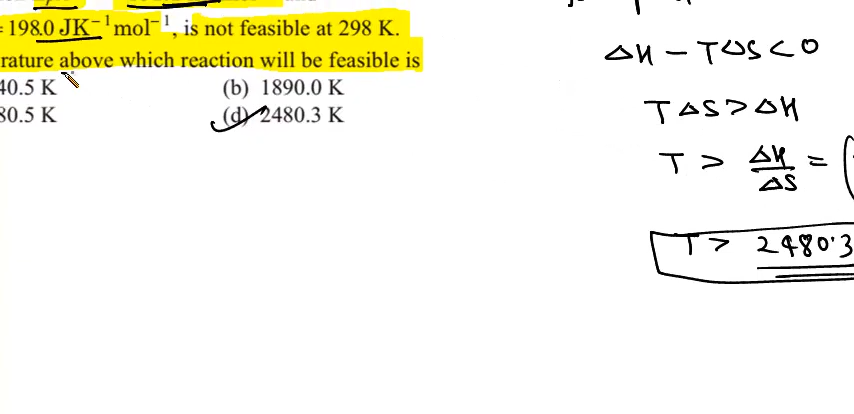 = 198.0 JK⁻¹mol⁻¹, is not feasible at 298 K.
rature above which reaction will be feasible is
40.5 K (b) 1890.0 K
80.5 K (d) 2480.3 K
ΔH − TΔS < 0
TΔS > ΔH
T > ΔH/ΔS = (
T > 2480.3